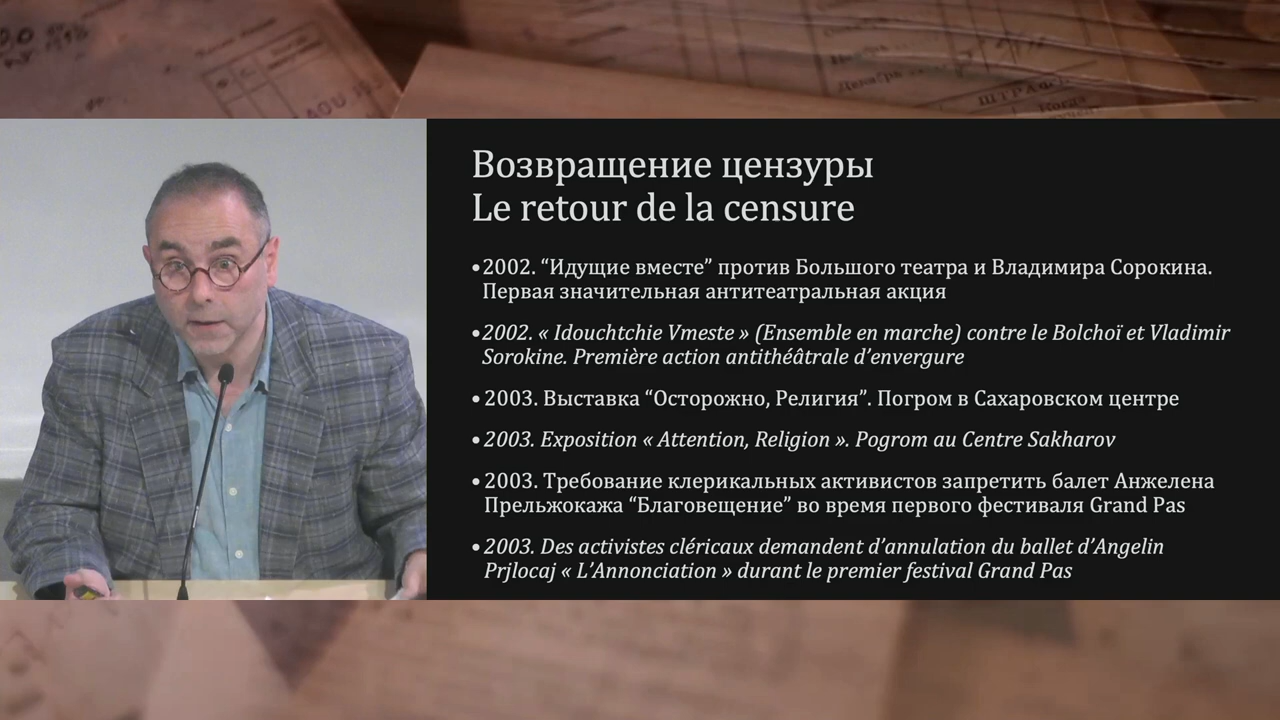 Декабрь
ШТРАФ
Когда
Возвращение цензуры
Le retour de la censure
•2002. “Идущие вместе” против Большого театра и Владимира Сорокина.
Первая значительная антитеатральная акция
•2002. « Idouchtchie Vmeste » (Ensemble en marche) contre le Bolchoï et Vladimir
Sorokine. Première action antithéâtrale d’envergure
•2003. Выставка “Осторожно, Религия”. Погром в Сахаровском центре
•2003. Exposition « Attention, Religion ». Pogrom au Centre Sakharov
•2003. Требование клерикальных активистов запретить балет Анжелена
Прельжокажа “Благовещение” во время первого фестиваля Grand Pas
•2003. Des activistes cléricaux demandent d’annulation du ballet d’Angelin
Prjlocaj « L’Annonciation » durant le premier festival Grand Pas